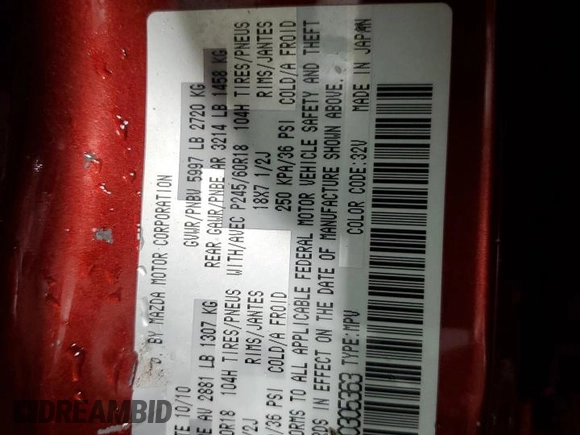 D. BY MAZDA MOTOR CORPORATION
TE 10/10 GVWR/PNBV 5997 LB 2720 KG
E AV 2881 LB 1307 KG REAR GAWR/PNBE AR 3214 LB 1458 KG
R18 104H TIRES/PNEUS WITH/AVEC P245/60R18 104H TIRES/PNEUS
/2J RIMS/JANTES 18X7 1/2J RIMS/JANTES
/36 PSI COLD/A FROID 250 KPA/36 PSI COLD/A FROID
ORMS TO ALL APPLICABLE FEDERAL MOTOR VEHICLE SAFETY AND THEFT
RDS IN EFFECT ON THE DATE OF MANUFACTURE SHOWN ABOVE.
0305353 TYPE:MPV COLOR CODE:32V MADE IN JAPAN
DREAMBID